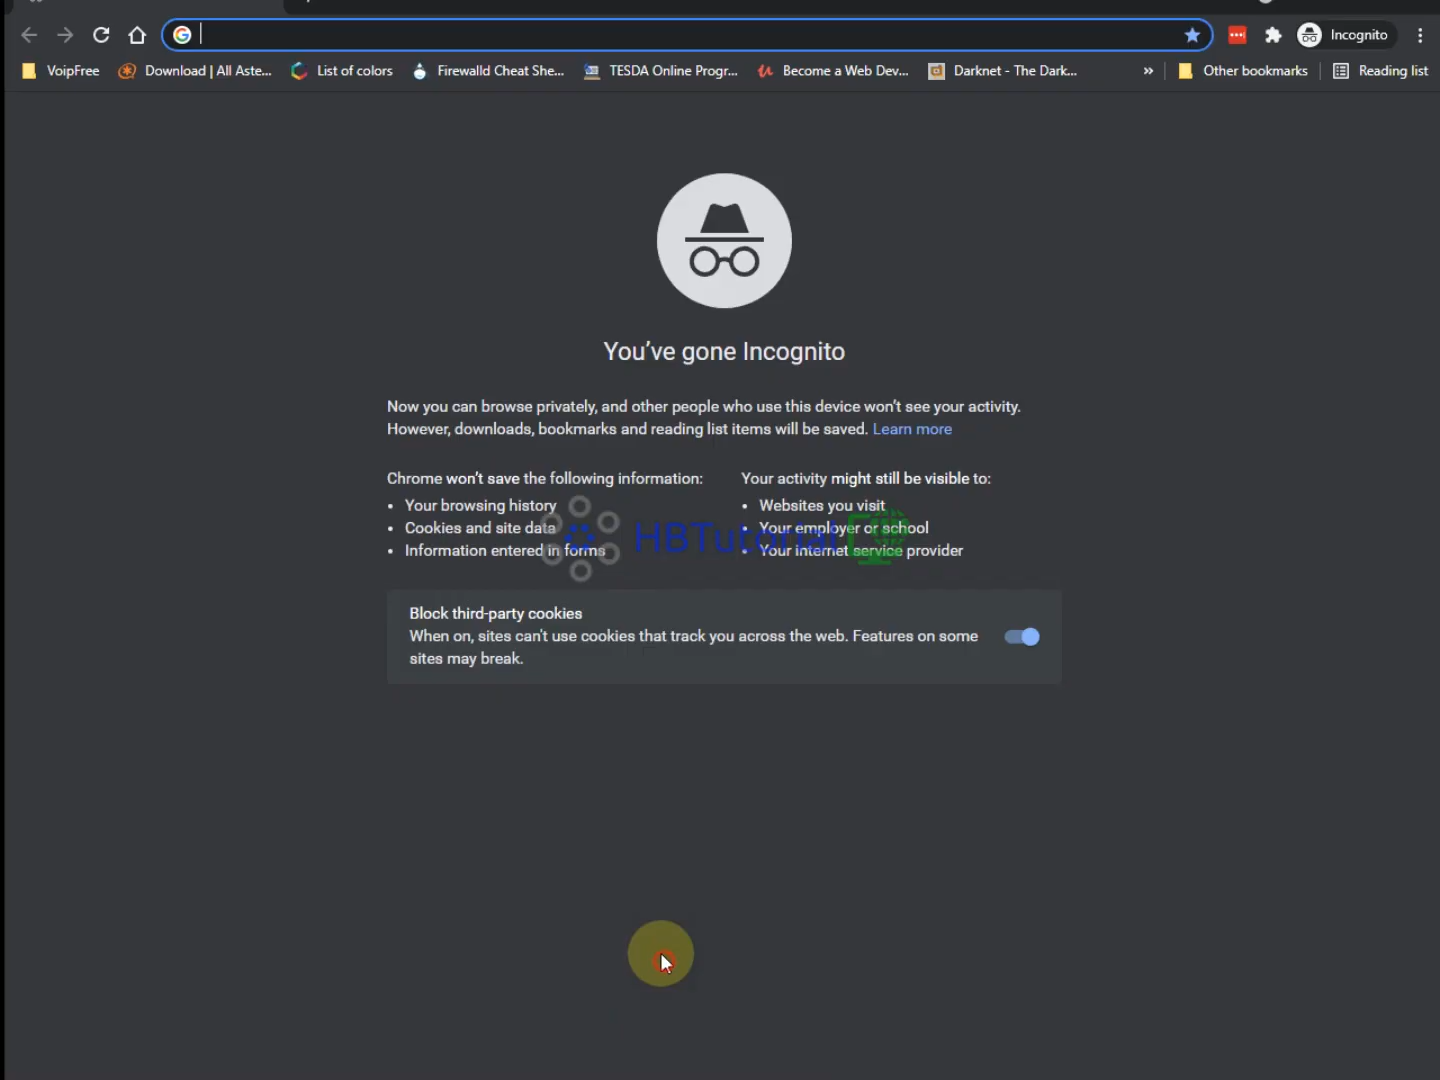 Incognito
VoipFree
Download | All Aste...
List of colors
Firewalld Cheat She...
TESDA Online Progr...
Become a Web Dev...
Darknet - The Dark...
»
Other bookmarks
Reading list
You've gone Incognito
Now you can browse privately, and other people who use this device won't see your activity.
However, downloads, bookmarks and reading list items will be saved. Learn more
Chrome won't save the following information:
• Your browsing history
• Cookies and site data
• Information entered in forms
Your activity might still be visible to:
• Websites you visit
• Your employer or school
• Your internet service provider
HBTutorial
Block third-party cookies
When on, sites can't use cookies that track you across the web. Features on some
sites may break.